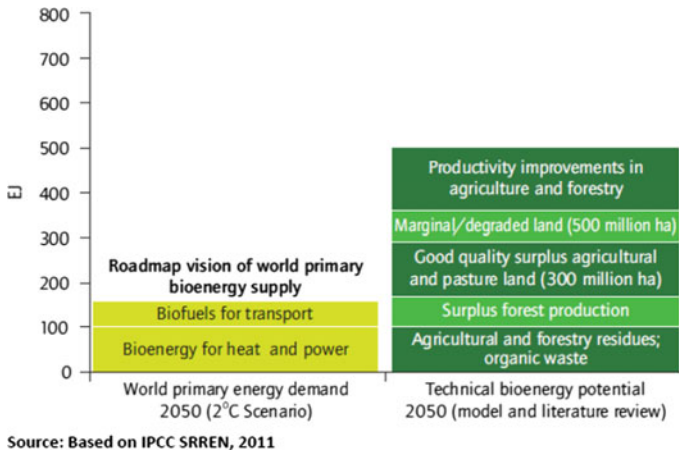 800
700
600
500
400
300
200
100
0
EJ
Roadmap vision of world primary
bioenergy supply
Biofuels for transport
Bioenergy for heat and power
World primary energy demand
2050 (2°C Scenario)
Productivity improvements in
agriculture and forestry
Marginal/degraded land (500 million ha)
Good quality surplus agricultural
and pasture land (300 million ha)
Surplus forest production
Agricultural and forestry residues;
organic waste
Technical bioenergy potential
2050 (model and literature review)
Source: Based on IPCC SRREN, 2011